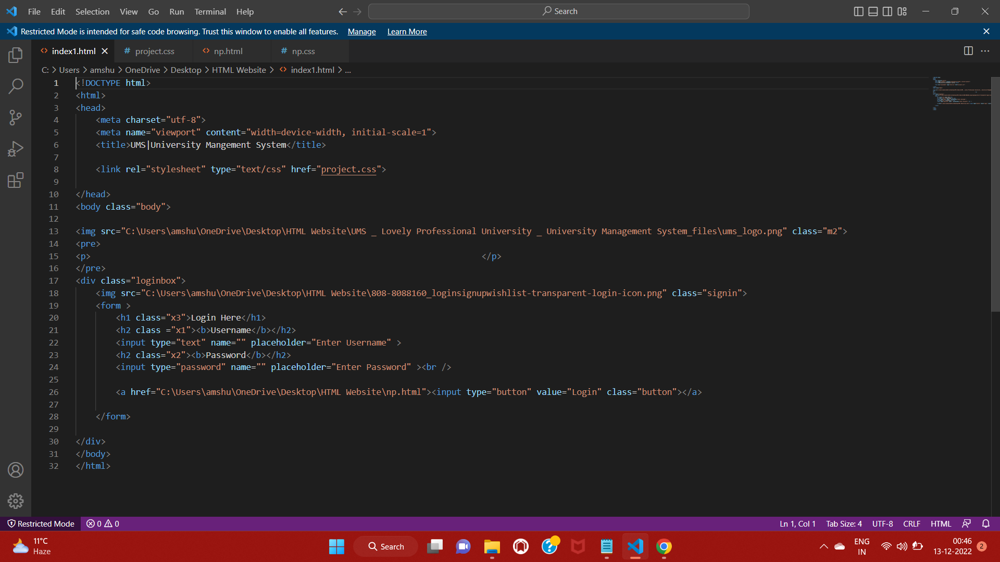 File Edit Selection View Go Run Terminal Help Search
Restricted Mode is intended for safe code browsing. Trust this window to enable all features. Manage Learn More
index1.html project.css np.html np.css
C: > Users > amshu > OneDrive > Desktop > HTML Website > index1.html > ...
1 <!DOCTYPE html>
2 <html>
3 <head>
4 <meta charset="utf-8">
5 <meta name="viewport" content="width=device-width, initial-scale=1">
6 <title>UMS|University Mangement System</title>
7
8 <link rel="stylesheet" type="text/css" href="project.css">
9
10 </head>
11 <body class="body">
12
13 <img src="C:\Users\amshu\OneDrive\Desktop\HTML Website\UMS _ Lovely Professional University _ University Management System_files\ums_logo.png" class="m2">
14 <pre>
15 <p> </p>
16 </pre>
17 <div class="loginbox">
18 <img src="C:\Users\amshu\OneDrive\Desktop\HTML Website\808-8088160_loginsignupwishlist-transparent-login-icon.png" class="signin">
19 <form >
20 <h1 class="x3">Login Here</h1>
21 <h2 class ="x1"><b>Username</b></h2>
22 <input type="text" name="" placeholder="Enter Username" >
23 <h2 class="x2"><b>Password</b></h2>
24 <input type="password" name="" placeholder="Enter Password" ><br />
25
26 <a href="C:\Users\amshu\OneDrive\Desktop\HTML Website\np.html"><input type="button" value="Login" class="button"></a>
27
28 </form>
29
30 </div>
31 </body>
32 </html>
Restricted Mode 0 0 Ln 1, Col 1 Tab Size: 4 UTF-8 CRLF HTML
11°C
Haze
Search
ENG
IN
00:46
13-12-2022
2